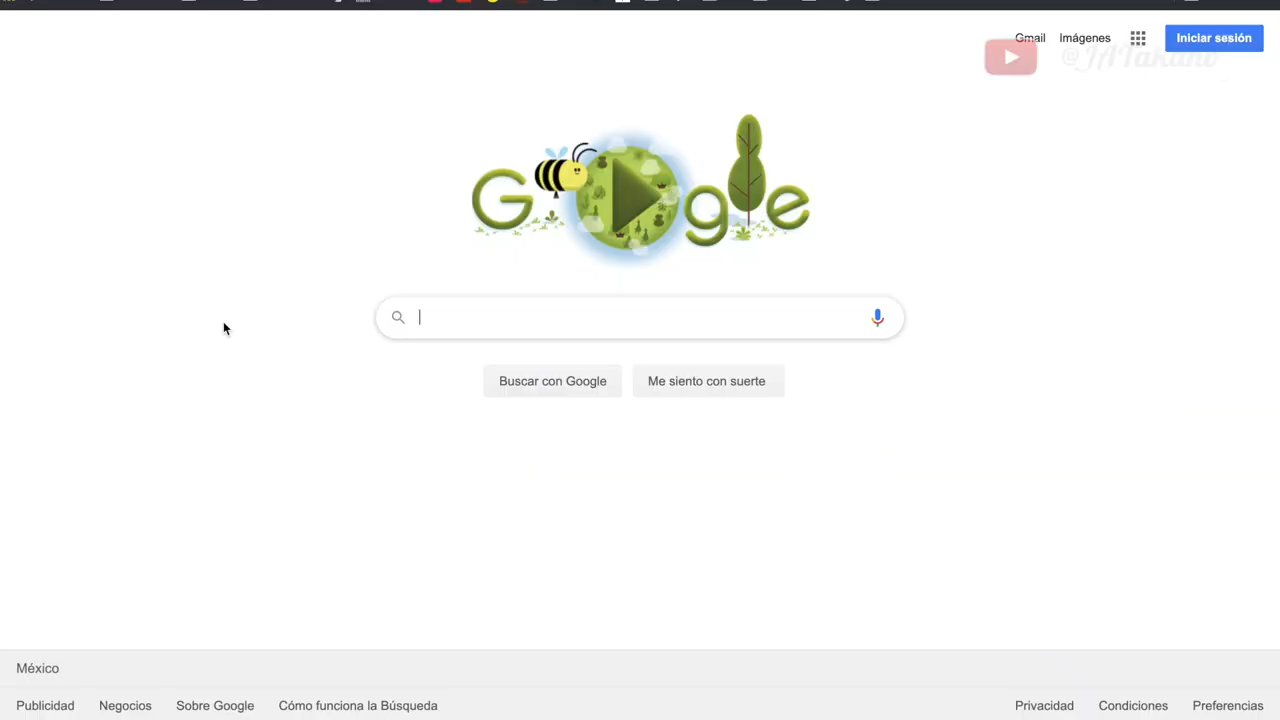 Gmail Imágenes Iniciar sesión
@JATakano
Google
Buscar con Google Me siento con suerte
México
Publicidad Negocios Sobre Google Cómo funciona la Búsqueda Privacidad Condiciones Preferencias